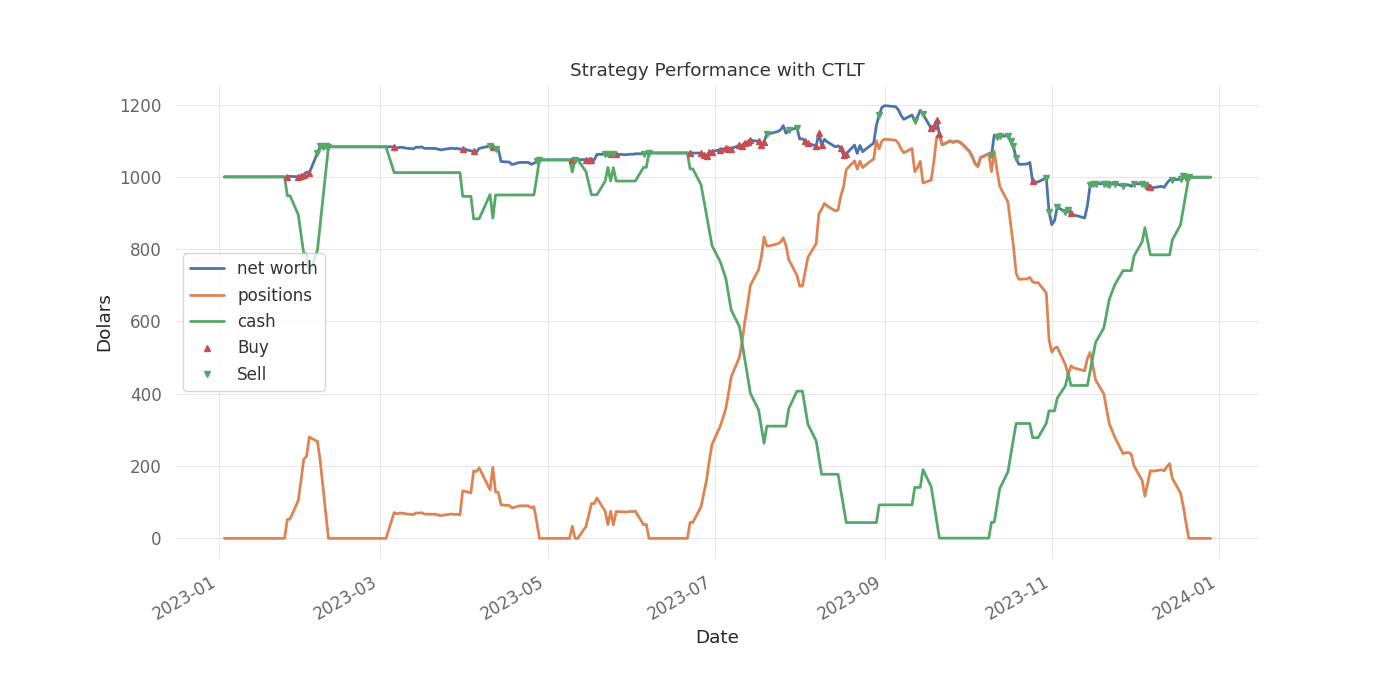 Strategy Performance with CTLT
1200
1000
800
600
400
200
0
Dolars
net worth
positions
cash
Buy
Sell
2023-01
2023-03
2023-05
2023-07
2023-09
2023-11
2024-01
Date